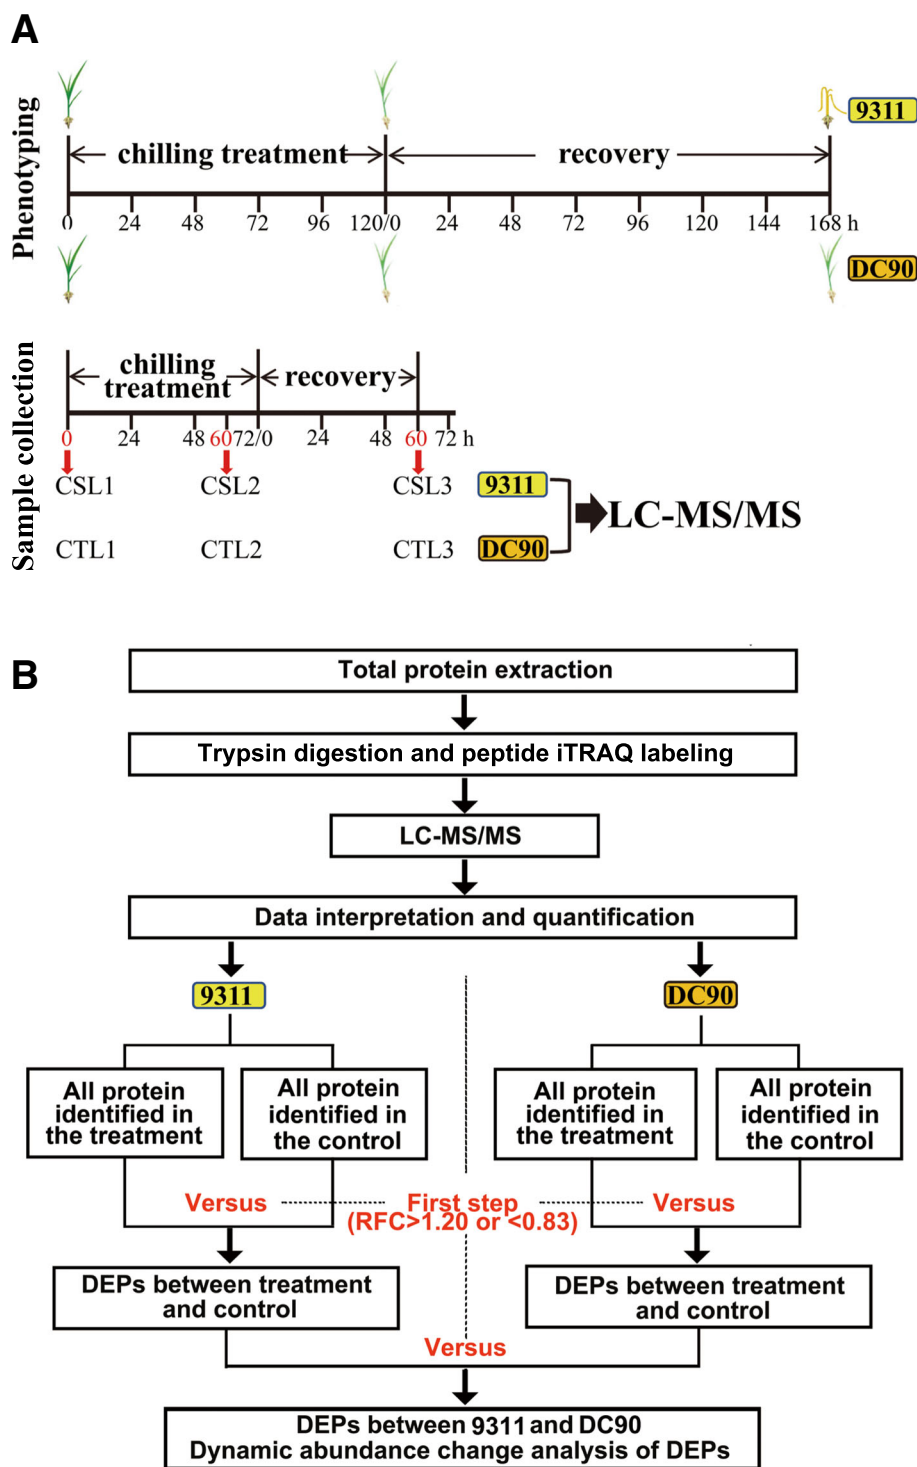 A
Phenotyping
chilling treatment
recovery
9311
0 24 48 72 96 120/0 24 48 72 96 120 144 168 h
DC90
Sample collection
chilling
treatment
recovery
0 24 48 60 72/0 24 48 60 72 h
CSL1 CSL2 CSL3 9311
LC-MS/MS
CTL1 CTL2 CTL3 DC90
B
Total protein extraction
Trypsin digestion and peptide iTRAQ labeling
LC-MS/MS
Data interpretation and quantification
9311
DC90
All protein
identified in
the treatment
All protein
identified in
the control
All protein
identified in
the treatment
All protein
identified in
the control
Versus
First step
(RFC>1.20 or <0.83)
Versus
DEPs between treatment
and control
DEPs between treatment
and control
Versus
DEPs between 9311 and DC90
Dynamic abundance change analysis of DEPs